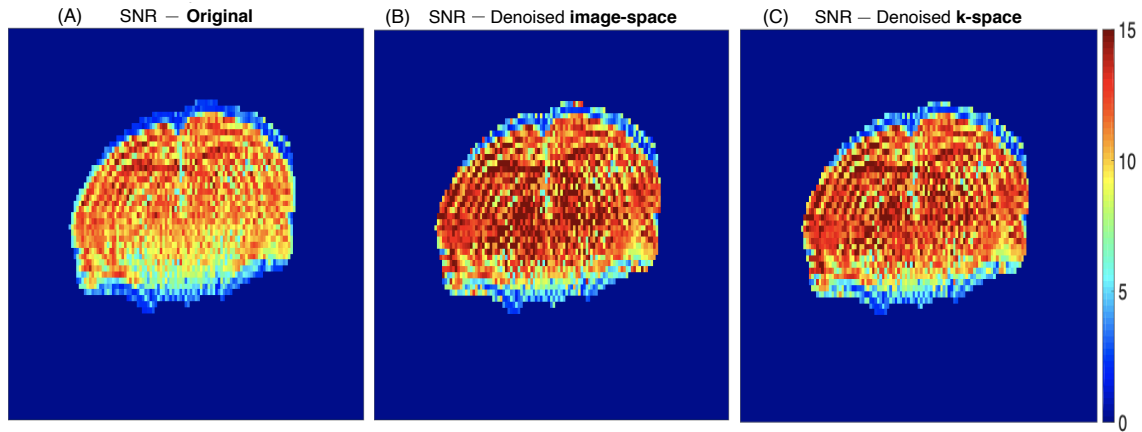 (A) SNR — Original
(B) SNR — Denoised image-space
(C) SNR — Denoised k-space
15
10
5
0